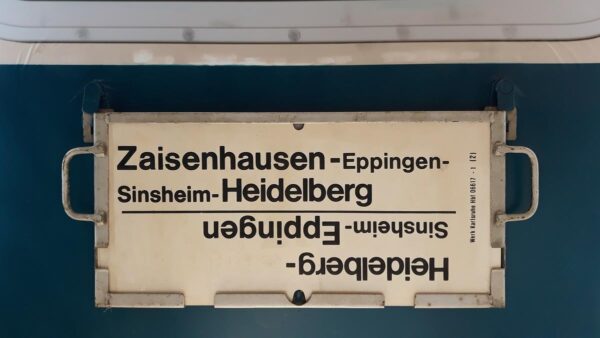 Zaisenhausen-Eppingen-
Sinsheim-Heidelberg
Heidelberg-
Sinsheim-Eppingen
Werk Karlsruhe Hbf 06617 - 1 (2)